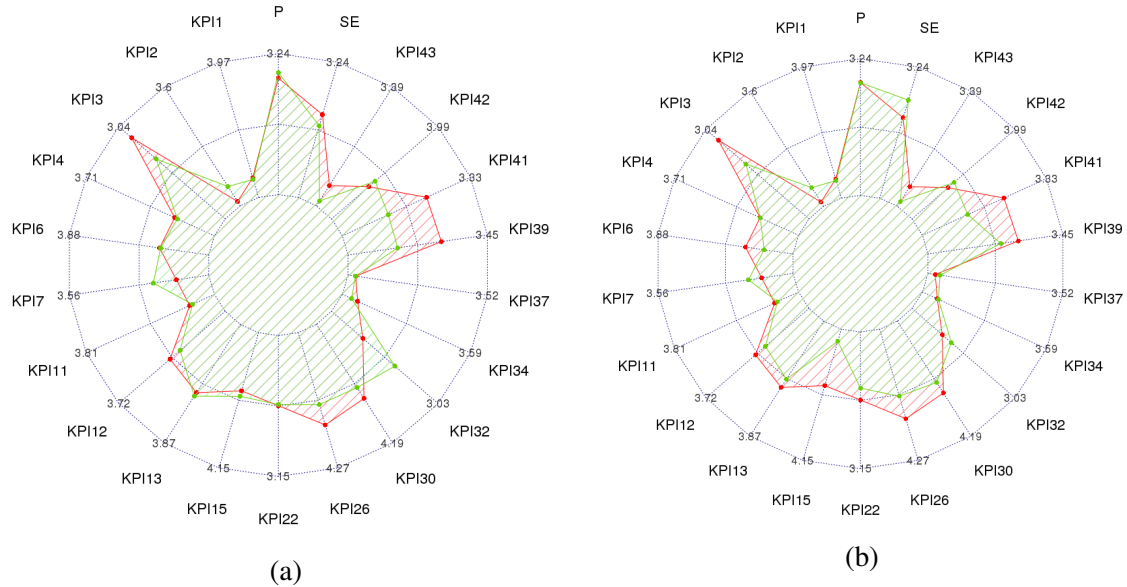 P
SE
KPI43
KPI42
KPI41
KPI39
KPI37
KPI34
KPI32
KPI30
KPI26
KPI22
KPI15
KPI13
KPI12
KPI11
KPI7
KPI6
KPI4
KPI3
KPI2
KPI1
3.24
3.24
3.39
3.99
3.83
3.45
3.52
3.59
3.03
4.19
4.27
3.15
4.15
3.87
3.72
3.81
3.56
3.88
3.71
3.04
3.6
3.97
(a)
P
SE
KPI43
KPI42
KPI41
KPI39
KPI37
KPI34
KPI32
KPI30
KPI26
KPI22
KPI15
KPI13
KPI12
KPI11
KPI7
KPI6
KPI4
KPI3
KPI2
KPI1
3.24
3.24
3.39
3.99
3.83
3.45
3.52
3.59
3.03
4.19
4.27
3.15
4.15
3.87
3.72
3.81
3.56
3.88
3.71
3.04
3.6
3.97
(b)